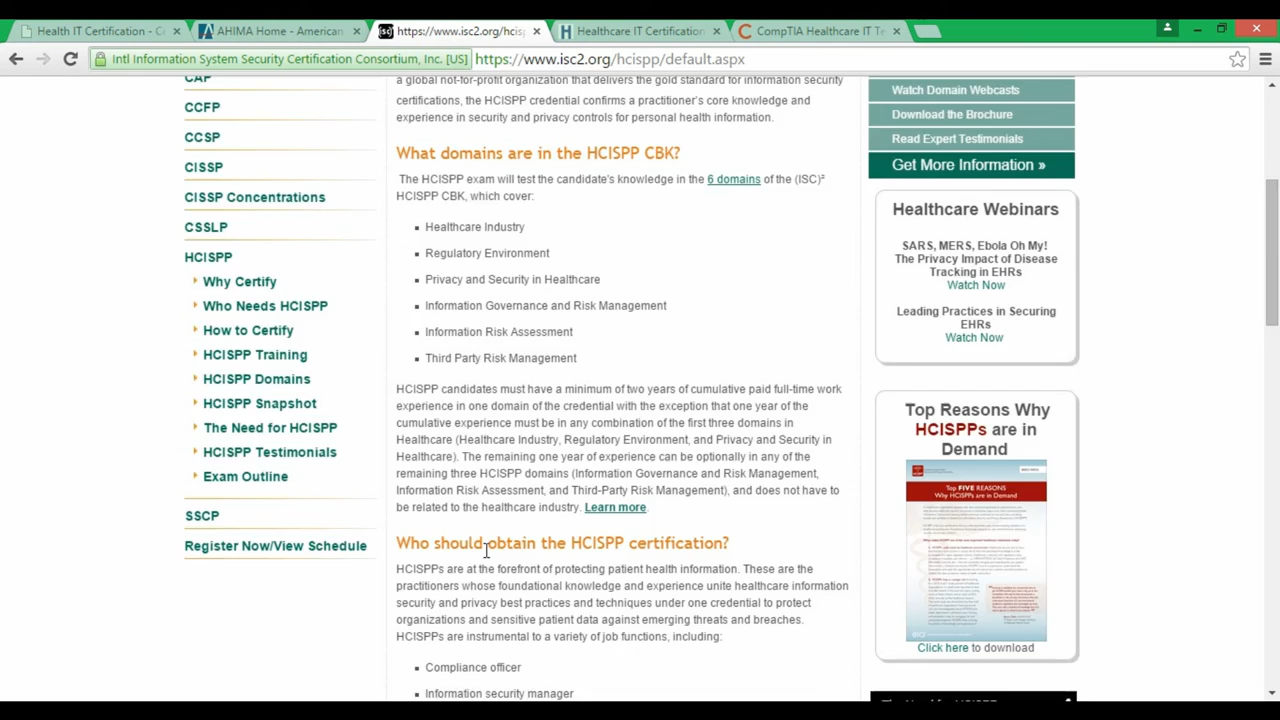 Health IT Certification - C
AHIMA Home - American
https://www.isc2.org/hcis
Healthcare IT Certification
CompTIA Healthcare IT Te
Intl Information System Security Certification Consortium, Inc. [US]
https://www.isc2.org/hcispp/default.aspx
CAP
CCFP
CCSP
CISSP
CISSP Concentrations
CSSLP
HCISPP
Why Certify
Who Needs HCISPP
How to Certify
HCISPP Training
HCISPP Domains
HCISPP Snapshot
The Need for HCISPP
HCISPP Testimonials
Exam Outline
SSCP
Register Now/View Schedule
a global not-for-profit organization that delivers the gold standard for information security
certifications, the HCISPP credential confirms a practitioner's core knowledge and
experience in security and privacy controls for personal health information.
What domains are in the HCISPP CBK?
The HCISPP exam will test the candidate's knowledge in the 6 domains of the (ISC)²
HCISPP CBK, which cover:
Healthcare Industry
Regulatory Environment
Privacy and Security in Healthcare
Information Governance and Risk Management
Information Risk Assessment
Third Party Risk Management
HCISPP candidates must have a minimum of two years of cumulative paid full-time work
experience in one domain of the credential with the exception that one year of the
cumulative experience must be in any combination of the first three domains in
Healthcare (Healthcare Industry, Regulatory Environment, and Privacy and Security in
Healthcare). The remaining one year of experience can be optionally in any of the
remaining three HCISPP domains (Information Governance and Risk Management,
Information Risk Assessment, and Third-Party Risk Management), and does not have to
be related to the healthcare industry. Learn more.
Who should obtain the HCISPP certification?
HCISPPs are at the forefront of protecting patient health information. These are the
practitioners whose foundational knowledge and experience unite healthcare information
security and privacy best practices and techniques under one credential to protect
organizations and sensitive patient data against emerging threats and breaches.
HCISPPs are instrumental to a variety of job functions, including:
Compliance officer
Information security manager
Watch Domain Webcasts
Download the Brochure
Read Expert Testimonials
Get More Information »
Healthcare Webinars
SARS, MERS, Ebola Oh My!
The Privacy Impact of Disease
Tracking in EHRs
Watch Now
Leading Practices in Securing
EHRs
Watch Now
Top Reasons Why
HCISPPs are in
Demand
Top FIVE REASONS
Why HCISPPs are in Demand
Click here to download